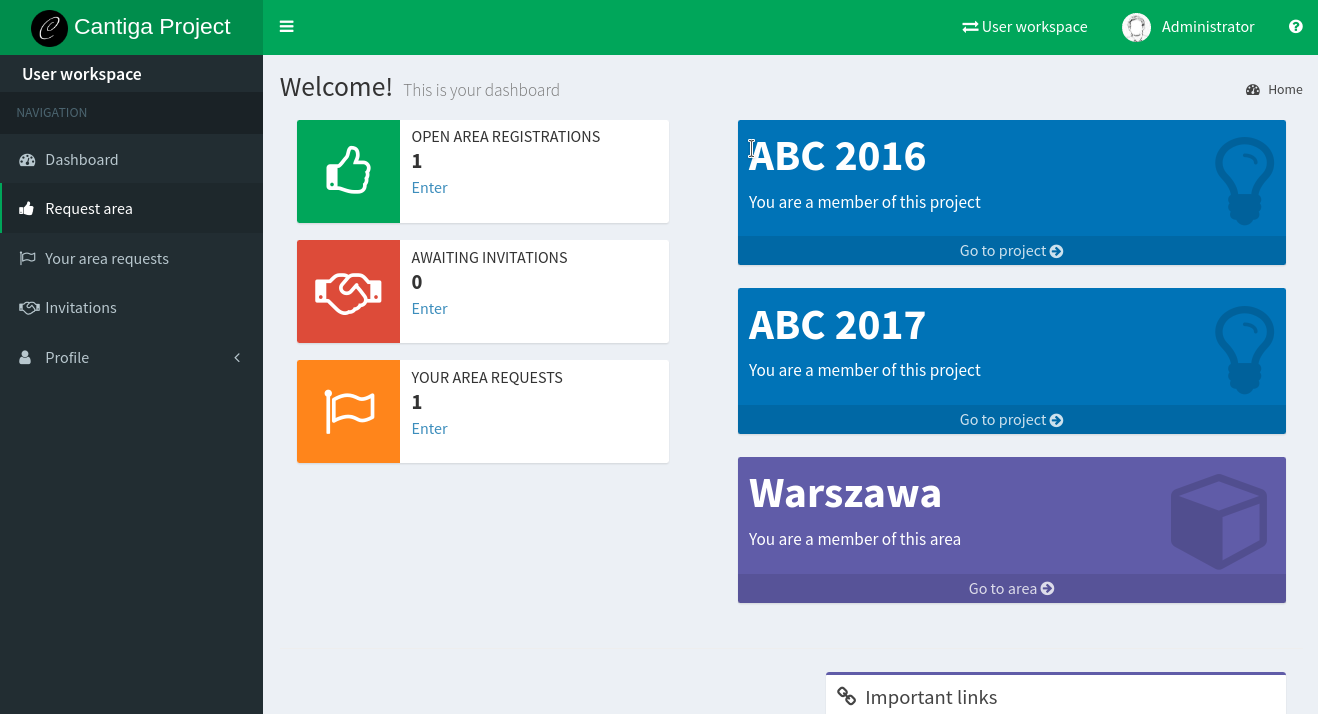 Cantiga Project
User workspace
Administrator
User workspace
NAVIGATION
Dashboard
Request area
Your area requests
Invitations
Profile
Welcome! This is your dashboard
Home
OPEN AREA REGISTRATIONS
1
Enter
AWAITING INVITATIONS
0
Enter
YOUR AREA REQUESTS
1
Enter
ABC 2016
You are a member of this project
Go to project
ABC 2017
You are a member of this project
Go to project
Warszawa
You are a member of this area
Go to area
Important links